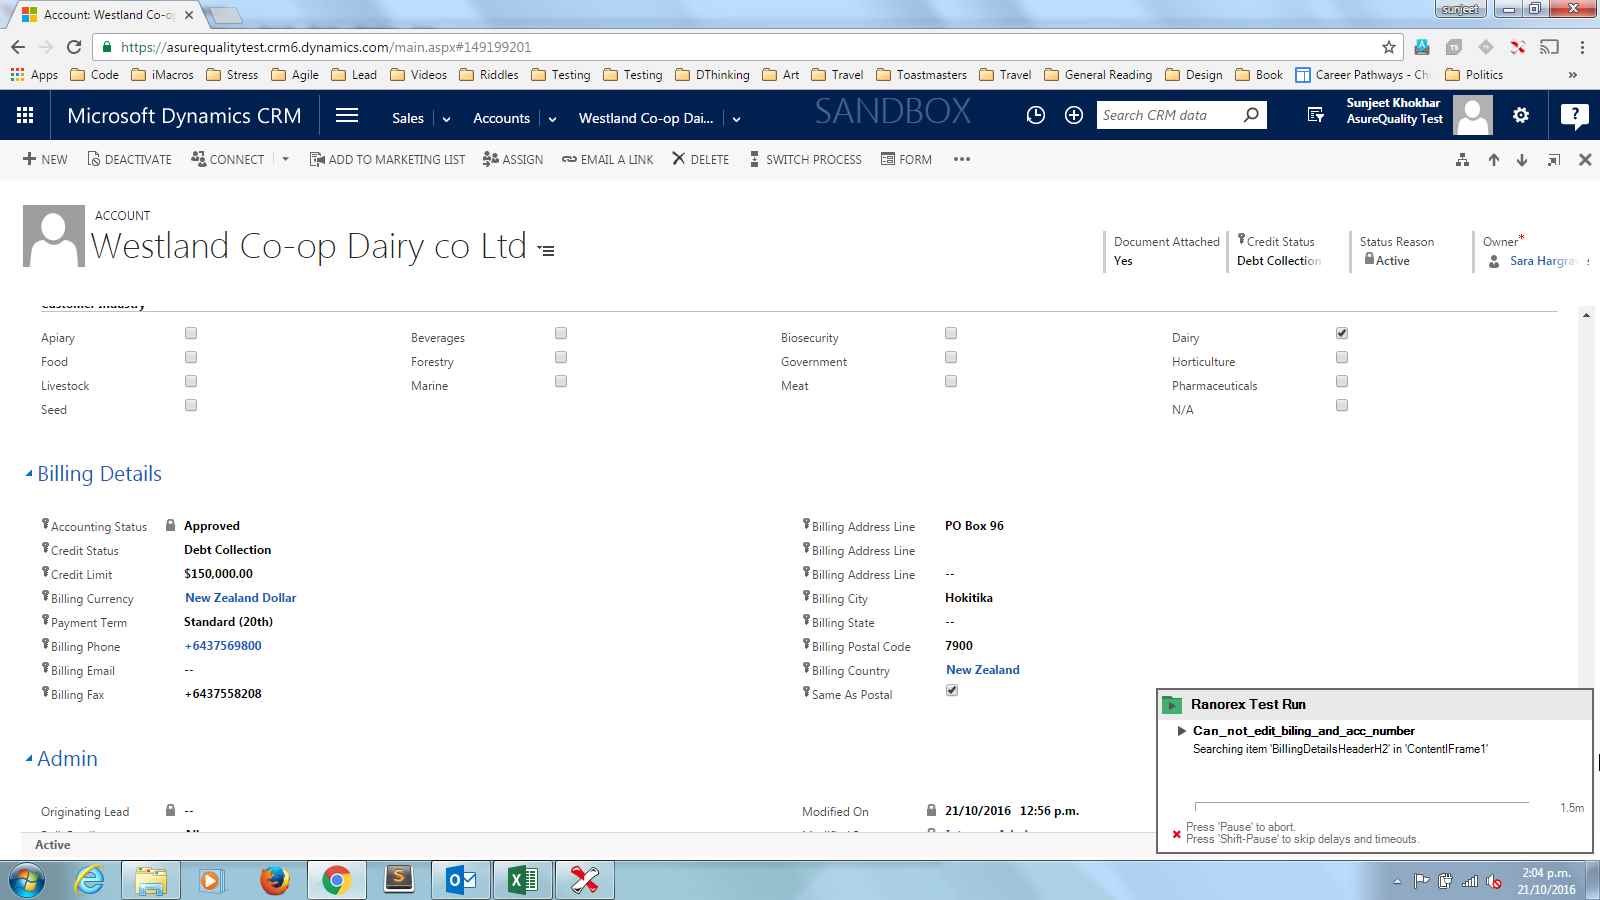 Account: Westland Co-o
sunjeet
https://asurequalitytest.crm6.dynamics.com/main.aspx#149199201
Apps Code iMacros Stress Agile Lead Videos Riddles Testing Testing DThinking Art Travel Toastmasters Travel General Reading Design Book Career Pathways - Ch Politics »
Microsoft Dynamics CRM Sales Accounts Westland Co-op Dai... SANDBOX Search CRM data Sunjeet Khokhar
AsureQuality Test
NEW DEACTIVATE CONNECT ADD TO MARKETING LIST ASSIGN EMAIL A LINK DELETE SWITCH PROCESS FORM •••
ACCOUNT
Westland Co-op Dairy co Ltd
Document Attached Credit Status Status Reason Owner*
Yes Debt Collection Active Sara Hargra
Customer Industry
Apiary Beverages Biosecurity Dairy
Food Forestry Government Horticulture
Livestock Marine Meat Pharmaceuticals
Seed N/A
Billing Details
Accounting Status Approved Billing Address Line PO Box 96
Credit Status Debt Collection Billing Address Line
Credit Limit $150,000.00 Billing Address Line --
Billing Currency New Zealand Dollar Billing City Hokitika
Payment Term Standard (20th) Billing State --
Billing Phone +6437569800 Billing Postal Code 7900
Billing Email -- Billing Country New Zealand
Billing Fax +6437558208 Same As Postal
Ranorex Test Run
Can_not_edit_biling_and_acc_number
Searching item 'BillingDetailsHeaderH2' in 'ContentIFrame1'
Admin
Originating Lead -- Modified On 21/10/2016 12:56 p.m.
1.5m
Press 'Pause' to abort.
Press 'Shift-Pause' to skip delays and timeouts.
Active
2:04 p.m.
21/10/2016